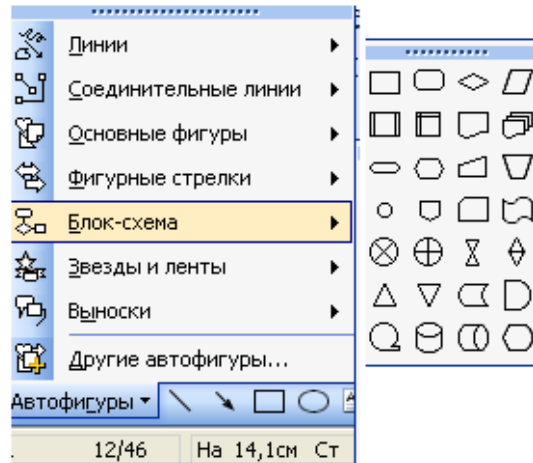 Линии
Соединительные линии
Основные фигуры
Фигурные стрелки
Блок-схема
Звезды и ленты
Выноски
Другие автофигуры...
Автофигуры
12/46 На 14,1см Ст